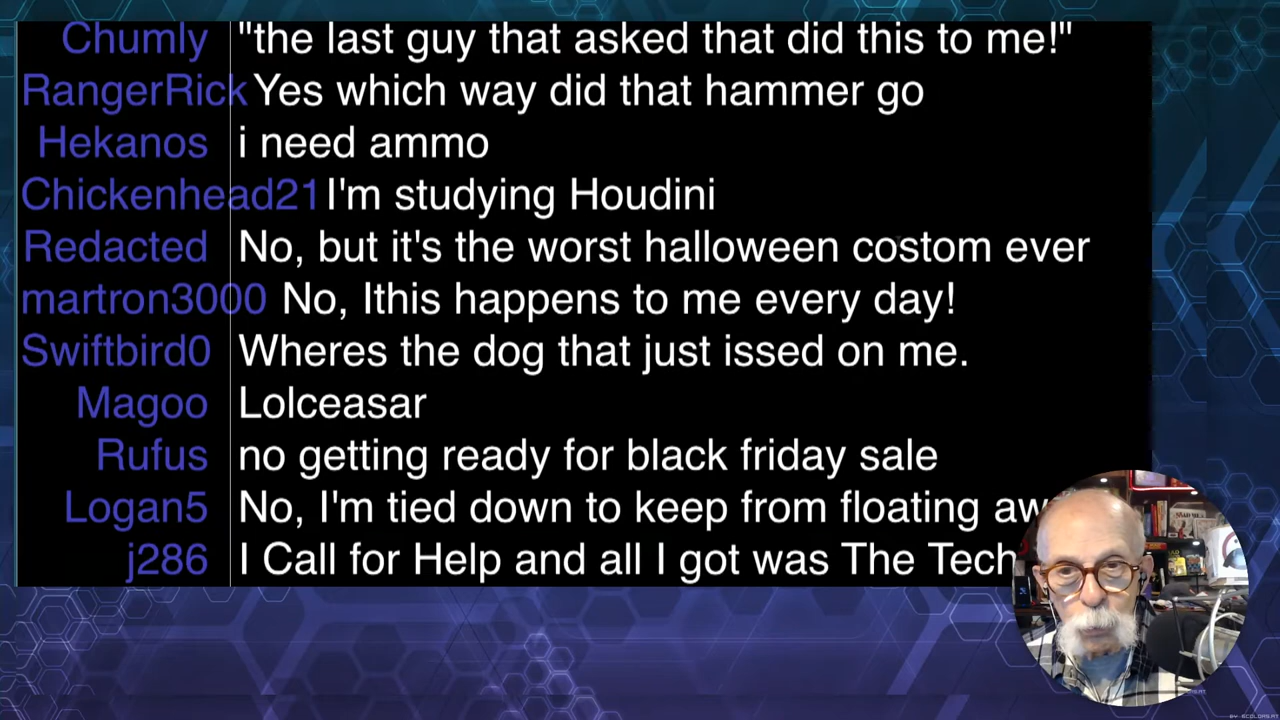 Chumly "the last guy that asked that did this to me!"
RangerRick Yes which way did that hammer go
Hekanos i need ammo
Chickenhead21 I'm studying Houdini
Redacted No, but it's the worst halloween costom ever
martron3000 No, Ithis happens to me every day!
Swiftbird0 Wheres the dog that just issed on me.
Magoo Lolceasar
Rufus no getting ready for black friday sale
Logan5 No, I'm tied down to keep from floating aw
j286 I Call for Help and all I got was The Tech